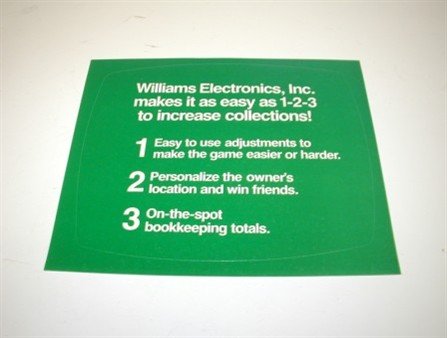 Williams Electronics, Inc.
makes it as easy as 1-2-3
to increase collections!
1 Easy to use adjustments to
make the game easier or harder.
2 Personalize the owner's
location and win friends.
3 On-the-spot
bookkeeping totals.